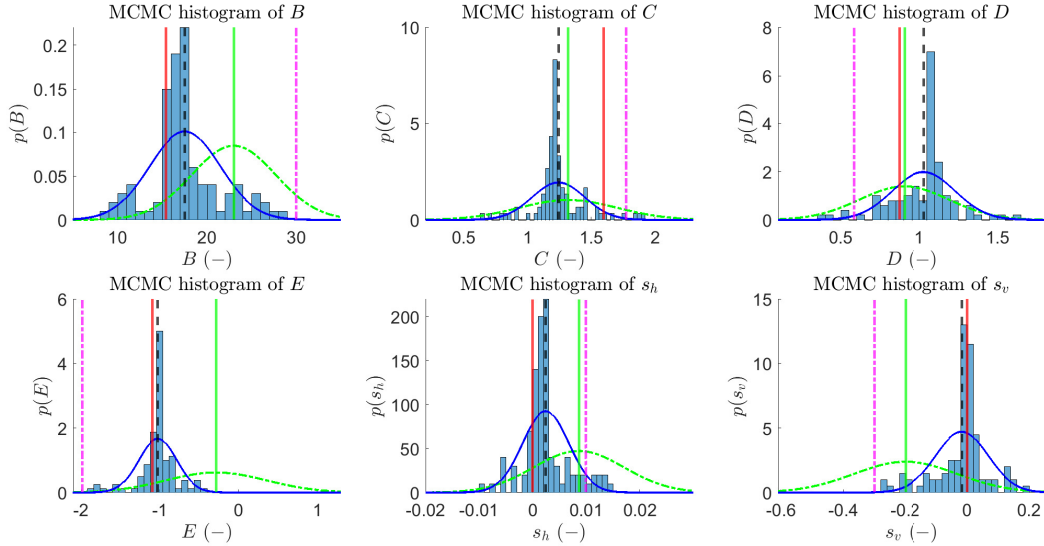 MCMC histogram of B
MCMC histogram of C
MCMC histogram of D
0.2
0.15
0.1
0.05
0
p(B)
10 20 30
B (−)
10
5
0
p(C)
0.5 1 1.5 2
C (−)
8
6
4
2
0
p(D)
0.5 1 1.5
D (−)
MCMC histogram of E
MCMC histogram of s_h
MCMC histogram of s_v
6
4
2
0
p(E)
-2 -1 0 1
E (−)
200
150
100
50
0
p(s_h)
-0.02 -0.01 0 0.01 0.02
s_h (−)
15
10
5
0
p(s_v)
-0.6 -0.4 -0.2 0 0.2
s_v (−)